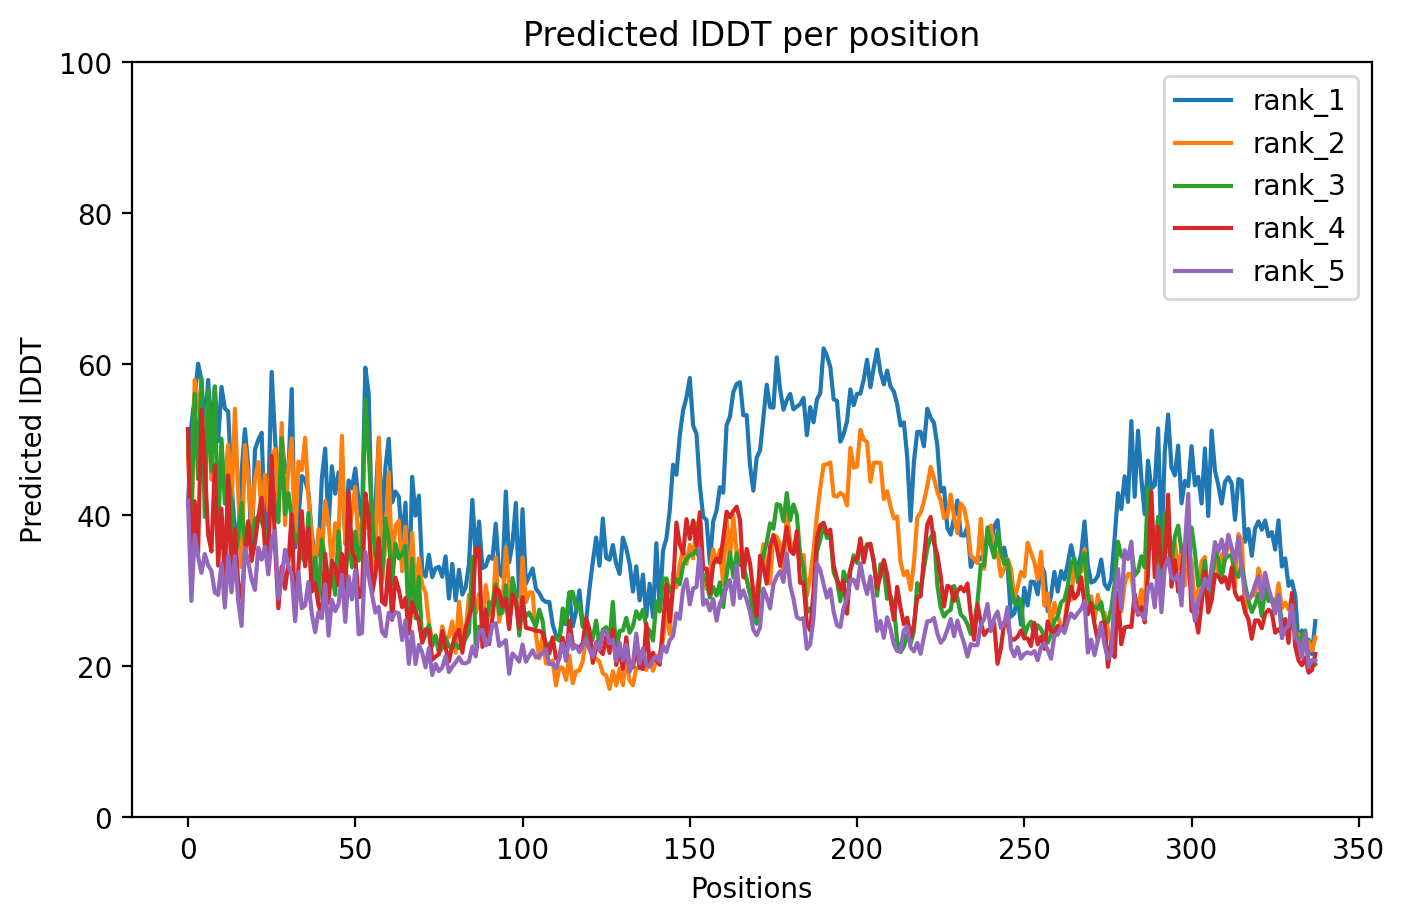 Predicted lDDT per position
100
80
60
40
20
0
Predicted lDDT
rank_1
rank_2
rank_3
rank_4
rank_5
0 50 100 150 200 250 300 350
Positions